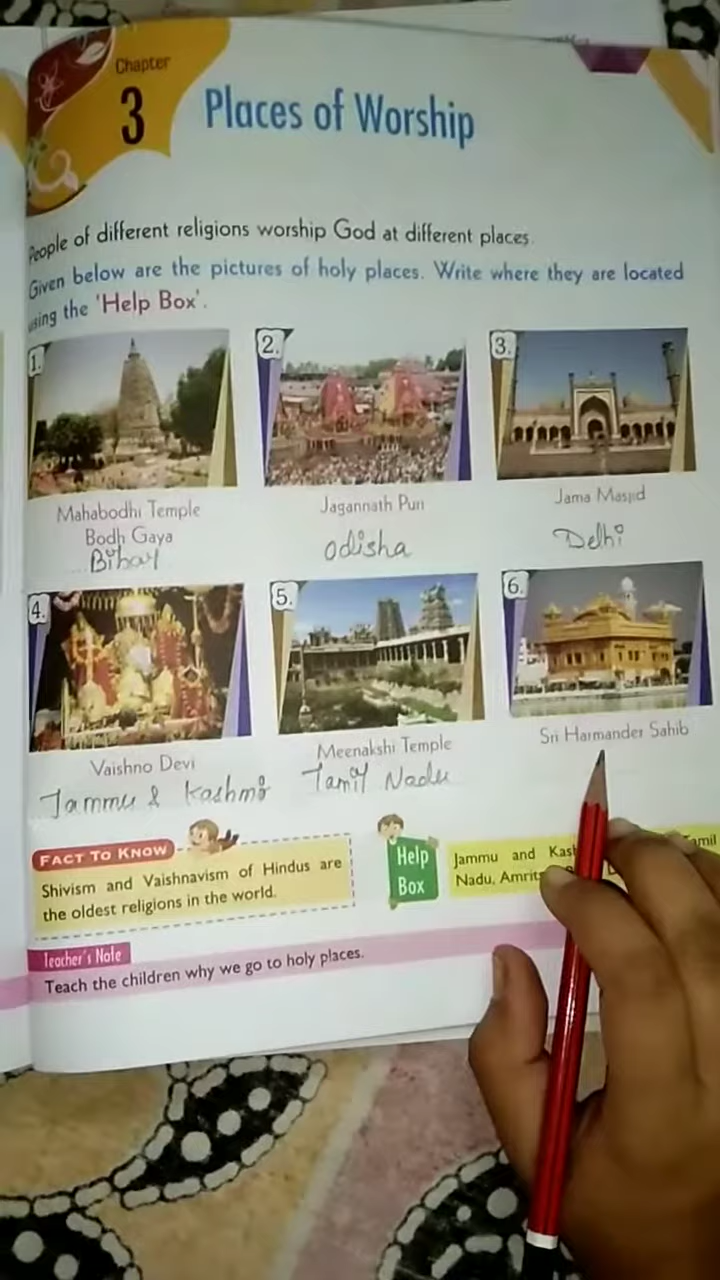 Chapter
3
Places of Worship
People of different religions worship God at different places.
Given below are the pictures of holy places. Write where they are located
using the 'Help Box'.
1.
2.
3.
Mahabodhi Temple
Bodh Gaya
Bihar
Jagannath Puri
Odisha
Jama Masjid
Delhi
4.
5.
6.
Vaishno Devi
Jammu & Kashmir
Meenakshi Temple
Tamil Nadu
Sri Harmander Sahib
FACT TO KNOW
Shivism and Vaishnavism of Hindus are
the oldest religions in the world.
Help
Box
Jammu and
Nadu,
Teacher's Note
Teach the children why we go to holy places.